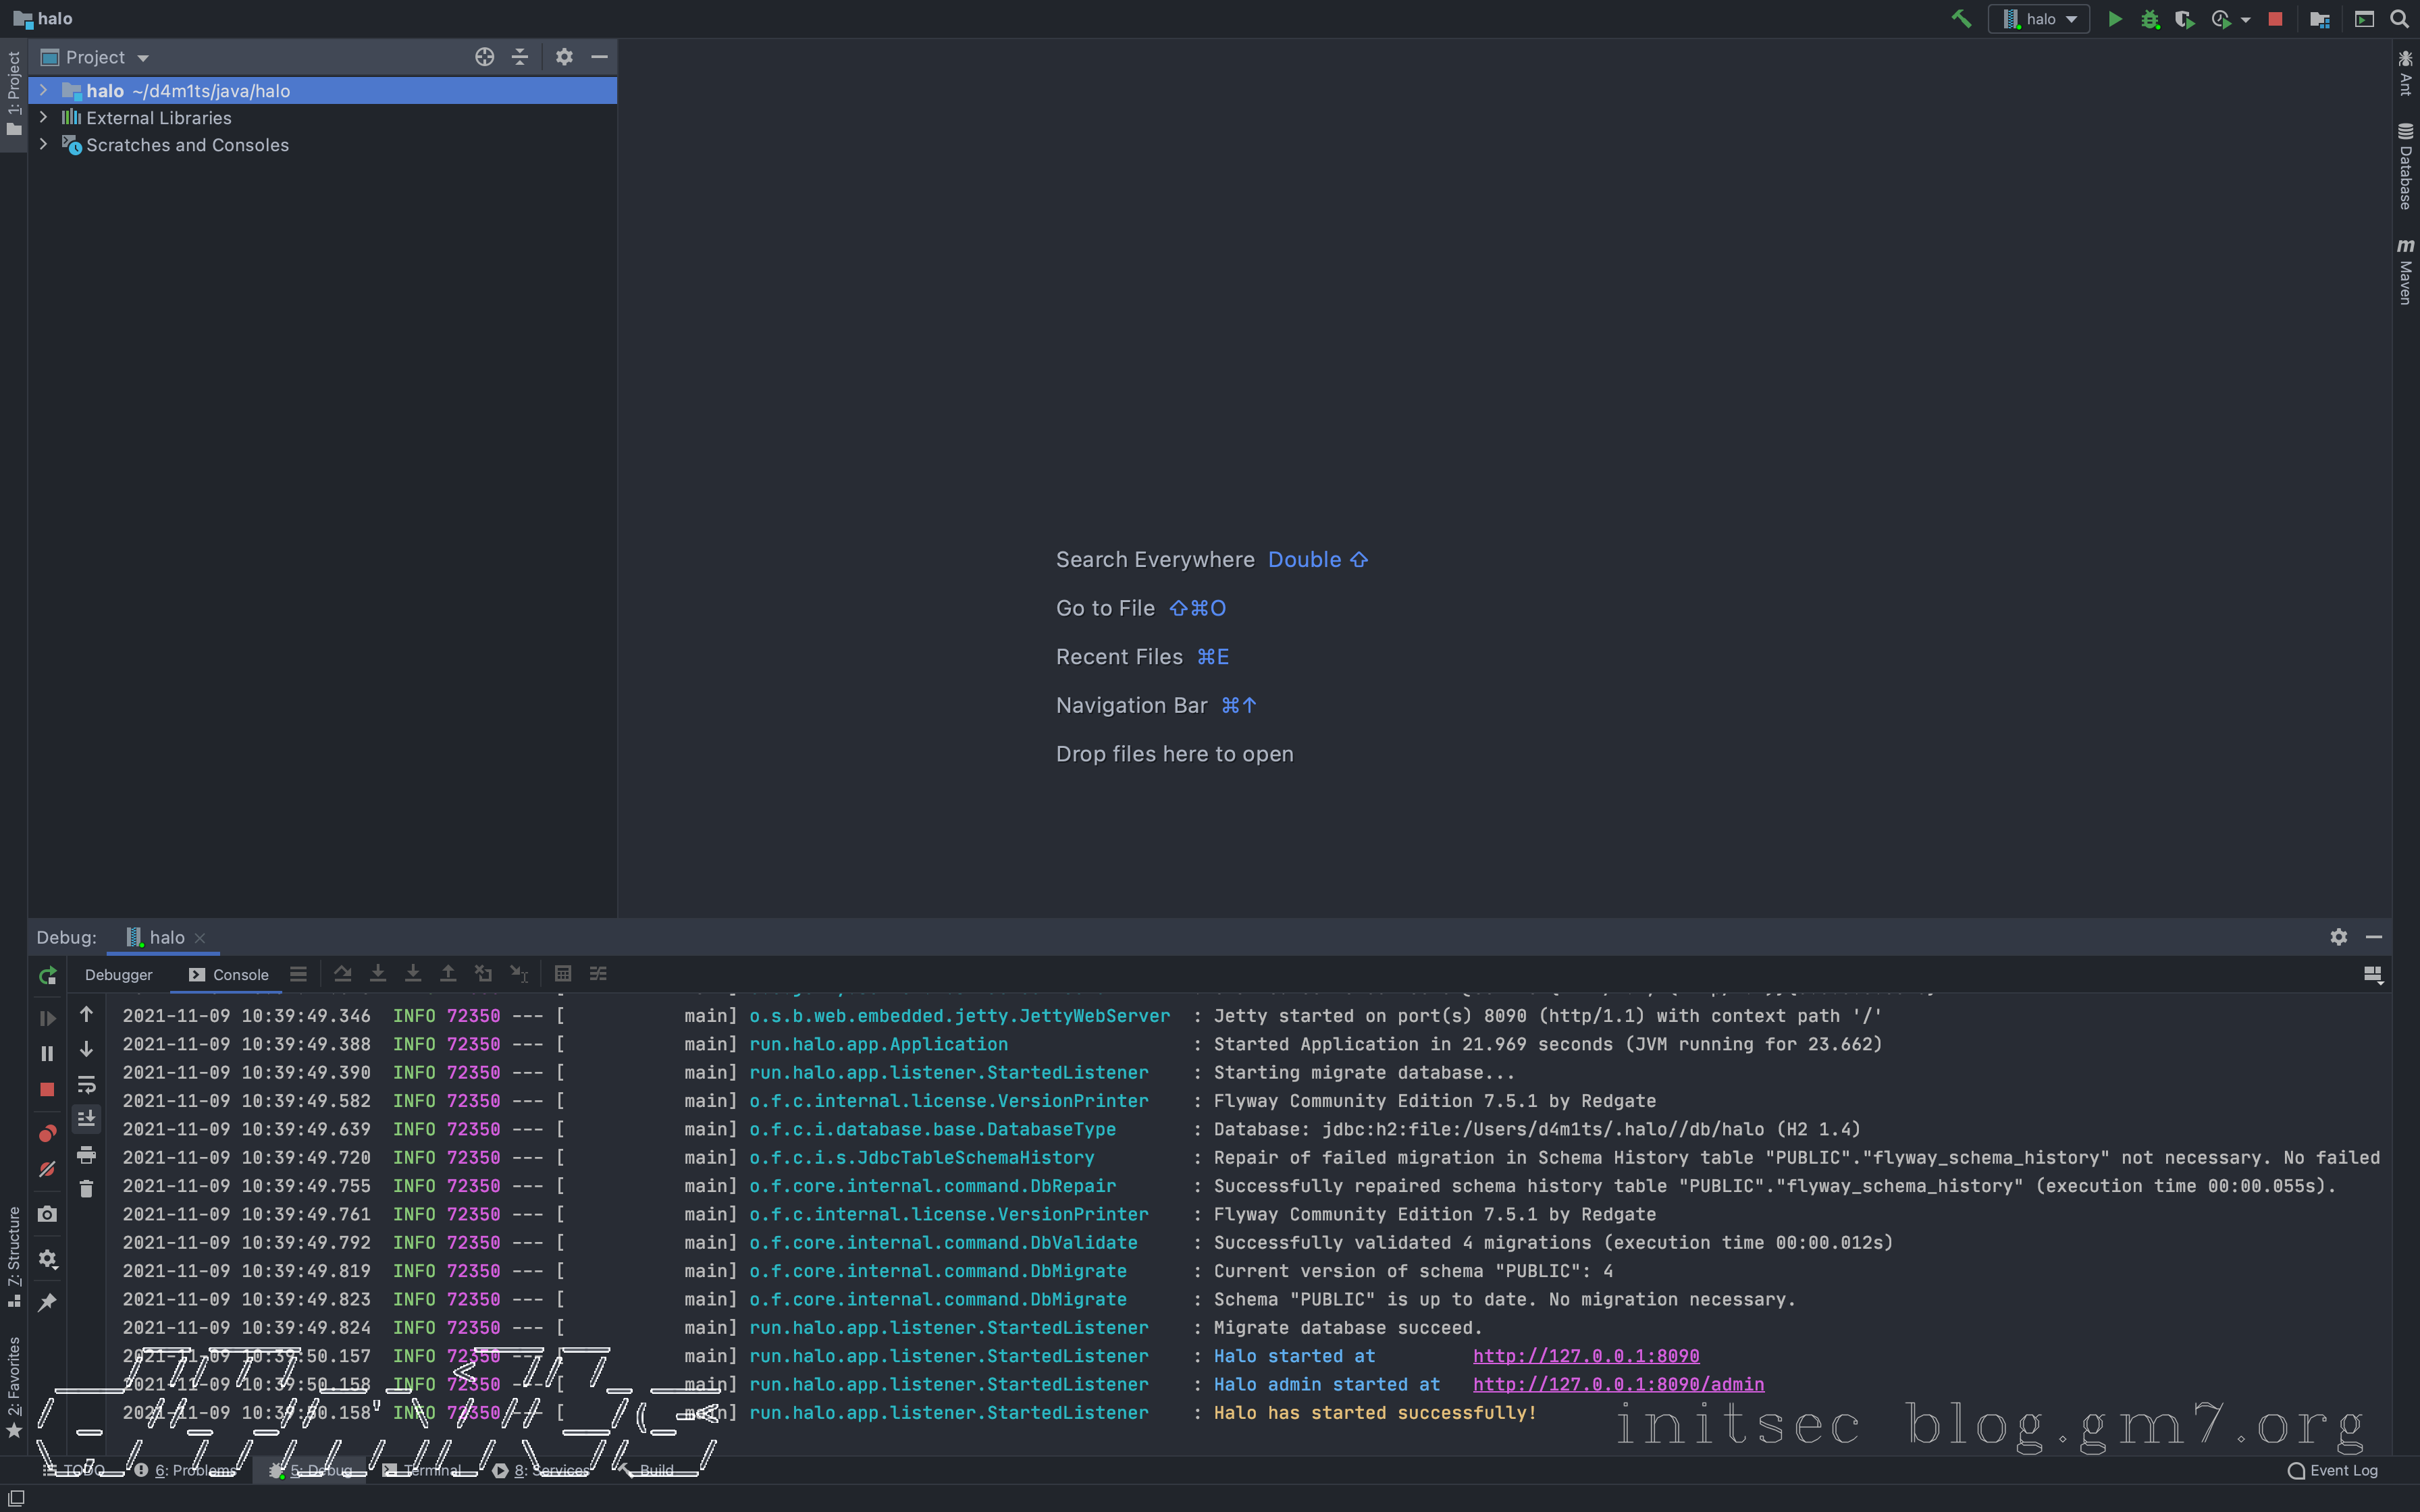 halo
halo
1: Project
Project
halo ~/d4m1ts/java/halo
External Libraries
Scratches and Consoles
Ant
Database
Maven
Search Everywhere Double ⇧
Go to File ⇧⌘O
Recent Files ⌘E
Navigation Bar ⌘↑
Drop files here to open
Debug: halo
Debugger Console
2021-11-09 10:39:49.346 INFO 72350 --- [ main] o.s.b.web.embedded.jetty.JettyWebServer : Jetty started on port(s) 8090 (http/1.1) with context path '/'
2021-11-09 10:39:49.388 INFO 72350 --- [ main] run.halo.app.Application : Started Application in 21.969 seconds (JVM running for 23.662)
2021-11-09 10:39:49.390 INFO 72350 --- [ main] run.halo.app.listener.StartedListener : Starting migrate database...
2021-11-09 10:39:49.582 INFO 72350 --- [ main] o.f.c.internal.license.VersionPrinter : Flyway Community Edition 7.5.1 by Redgate
2021-11-09 10:39:49.639 INFO 72350 --- [ main] o.f.c.i.database.base.DatabaseType : Database: jdbc:h2:file:/Users/d4m1ts/.halo//db/halo (H2 1.4)
2021-11-09 10:39:49.720 INFO 72350 --- [ main] o.f.c.i.s.JdbcTableSchemaHistory : Repair of failed migration in Schema History table "PUBLIC"."flyway_schema_history" not necessary. No failed
2021-11-09 10:39:49.755 INFO 72350 --- [ main] o.f.core.internal.command.DbRepair : Successfully repaired schema history table "PUBLIC"."flyway_schema_history" (execution time 00:00.055s).
2021-11-09 10:39:49.761 INFO 72350 --- [ main] o.f.c.internal.license.VersionPrinter : Flyway Community Edition 7.5.1 by Redgate
2021-11-09 10:39:49.792 INFO 72350 --- [ main] o.f.core.internal.command.DbValidate : Successfully validated 4 migrations (execution time 00:00.012s)
2021-11-09 10:39:49.819 INFO 72350 --- [ main] o.f.core.internal.command.DbMigrate : Current version of schema "PUBLIC": 4
2021-11-09 10:39:49.823 INFO 72350 --- [ main] o.f.core.internal.command.DbMigrate : Schema "PUBLIC" is up to date. No migration necessary.
2021-11-09 10:39:49.824 INFO 72350 --- [ main] run.halo.app.listener.StartedListener : Migrate database succeed.
2021-11-09 10:39:50.157 INFO 72350 --- [ main] run.halo.app.listener.StartedListener : Halo started at http://127.0.0.1:8090
2021-11-09 10:39:50.158 INFO 72350 --- [ main] run.halo.app.listener.StartedListener : Halo admin started at http://127.0.0.1:8090/admin
2021-11-09 10:39:50.158 INFO 72350 --- [ main] run.halo.app.listener.StartedListener : Halo has started successfully!
initsec blog.gm7.org
7: Structure
2: Favorites
TODO 6: Problems 5: Debug Terminal 8: Services Build
Event Log